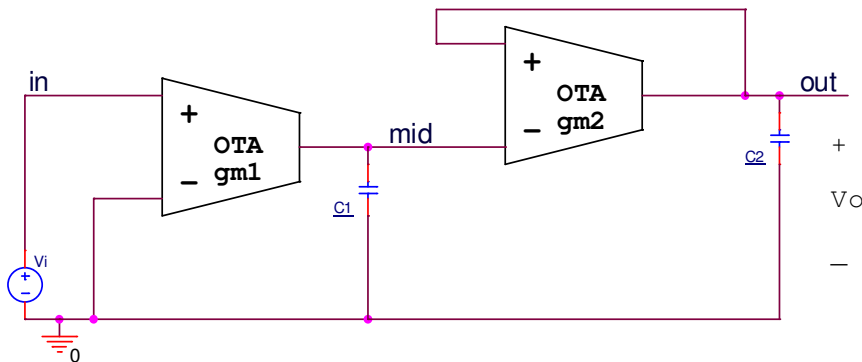 in
+
OTA
gm1
−
mid
C1
+
OTA
gm2
−
out
C2
+
Vo
−
Vi
+
−
0